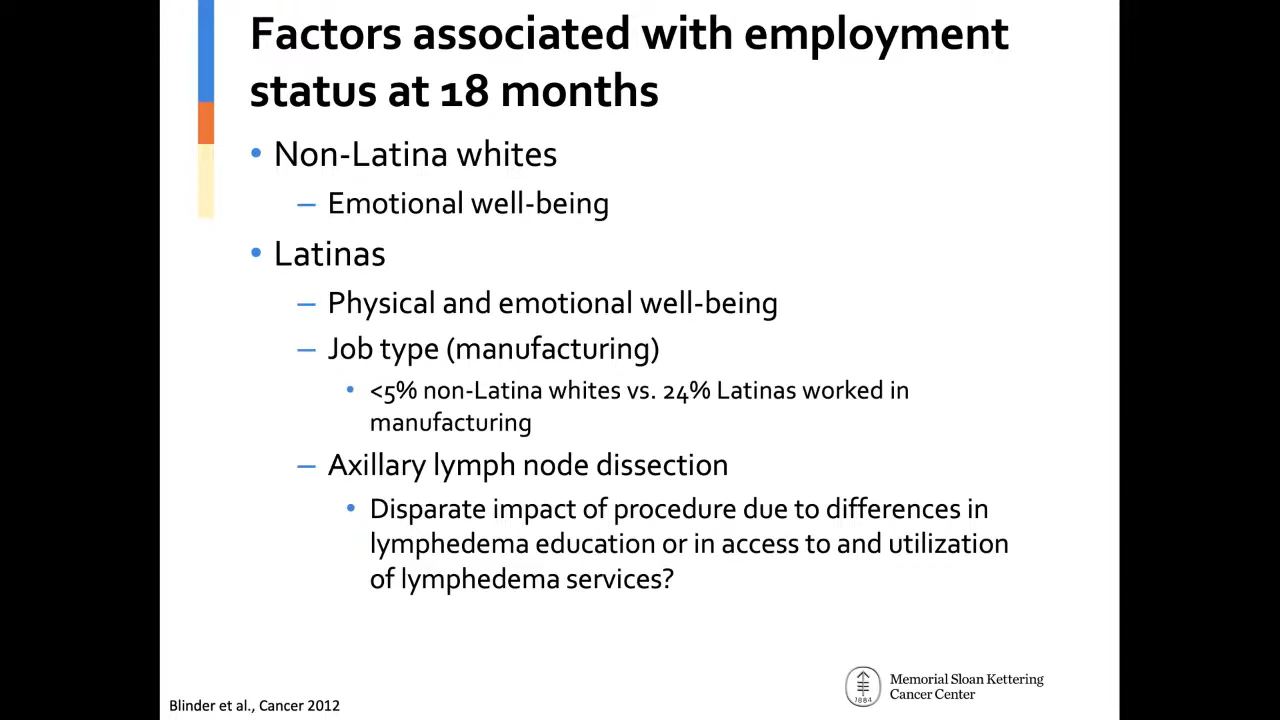 Factors associated with employment
status at 18 months
• Non-Latina whites
– Emotional well-being
• Latinas
– Physical and emotional well-being
– Job type (manufacturing)
• <5% non-Latina whites vs. 24% Latinas worked in
manufacturing
– Axillary lymph node dissection
• Disparate impact of procedure due to differences in
lymphedema education or in access to and utilization
of lymphedema services?
1884
Memorial Sloan Kettering
Cancer Center
Blinder et al., Cancer 2012